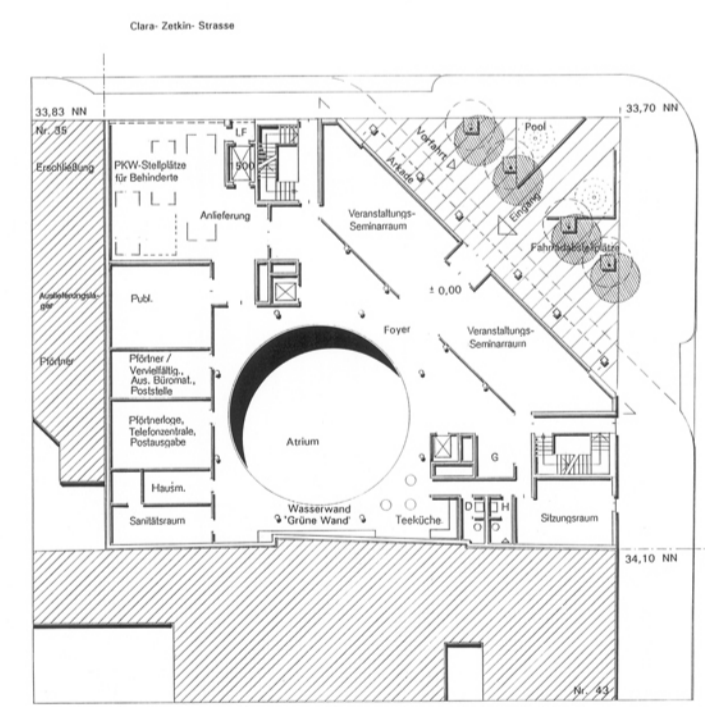 Clara- Zetkin- Strasse
33,83 NN
33,70 NN
Nr. 35
LF
Pool
Vorfahrt
Erschließung
PKW-Stellplätze
für Behinderte
1500
Arkade
Anlieferung
Veranstaltungs-
Seminarraum
Eingang
Fahrradabstellplätze
± 0,00
Publ.
Foyer
Veranstaltungs-
Seminarraum
Pförtner
Pförtner /
Vervielfältig.,
Aus. Büromat.,
Poststelle
Pförtnerloge,
Telefonzentrale,
Postausgabe
Atrium
G
Hausm.
Wasserwand
'Grüne Wand'
Sanitätsraum
Teeküche
D
H
Sitzungsraum
34,10 NN
Nr. 43